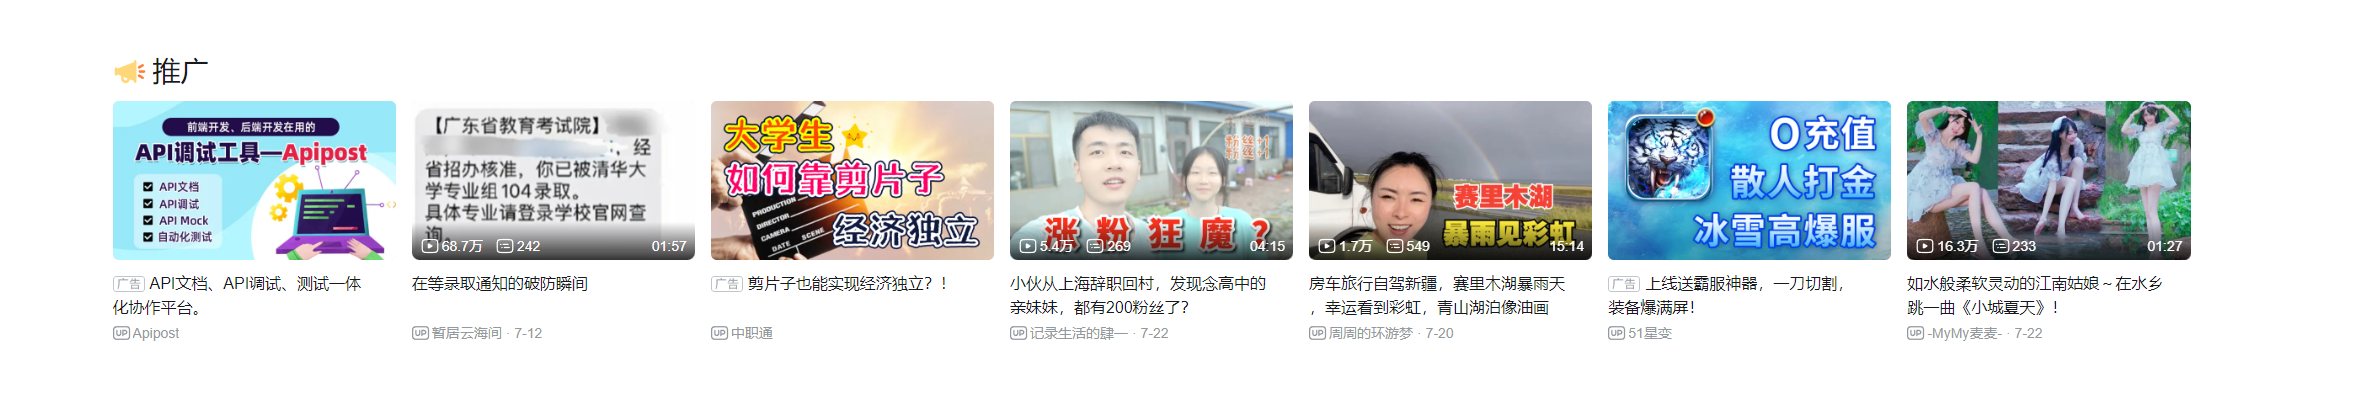 推广
前端开发、后端开发在用的
API调试工具—Apipost
API文档
API调试
API Mock
自动化测试
广告 API文档、API调试、测试一体
化协作平台。
UP Apipost
【广东省教育考试院】
，经
省招办核准，你已被清华大
学专业组104录取。
具体专业请登录学校官网查
询。
68.7万 242 01:57
在等录取通知的破防瞬间
UP 暂居云海间 · 7-12
大学生
如何靠剪片子
经济独立
PRODUCTION
DIRECTOR
CAMERA
DATE SCENE
广告 剪片子也能实现经济独立？！
UP 中职通
涨粉狂魔？
5.4万 269 04:15
小伙从上海辞职回村，发现念高中的
亲妹妹，都有200粉丝了？
UP 记录生活的肆一 · 7-22
赛里木湖
暴雨见彩虹
1.7万 549 15:14
房车旅行自驾新疆，赛里木湖暴雨天
，幸运看到彩虹，青山湖泊像油画
UP 周周的环游梦 · 7-20
0充值
散人打金
冰雪高爆服
广告 上线送霸服神器，一刀切割，
装备爆满屏！
UP 51星变
16.3万 233 01:27
如水般柔软灵动的江南姑娘～在水乡
跳一曲《小城夏天》！
UP -MyMy麦麦- · 7-22